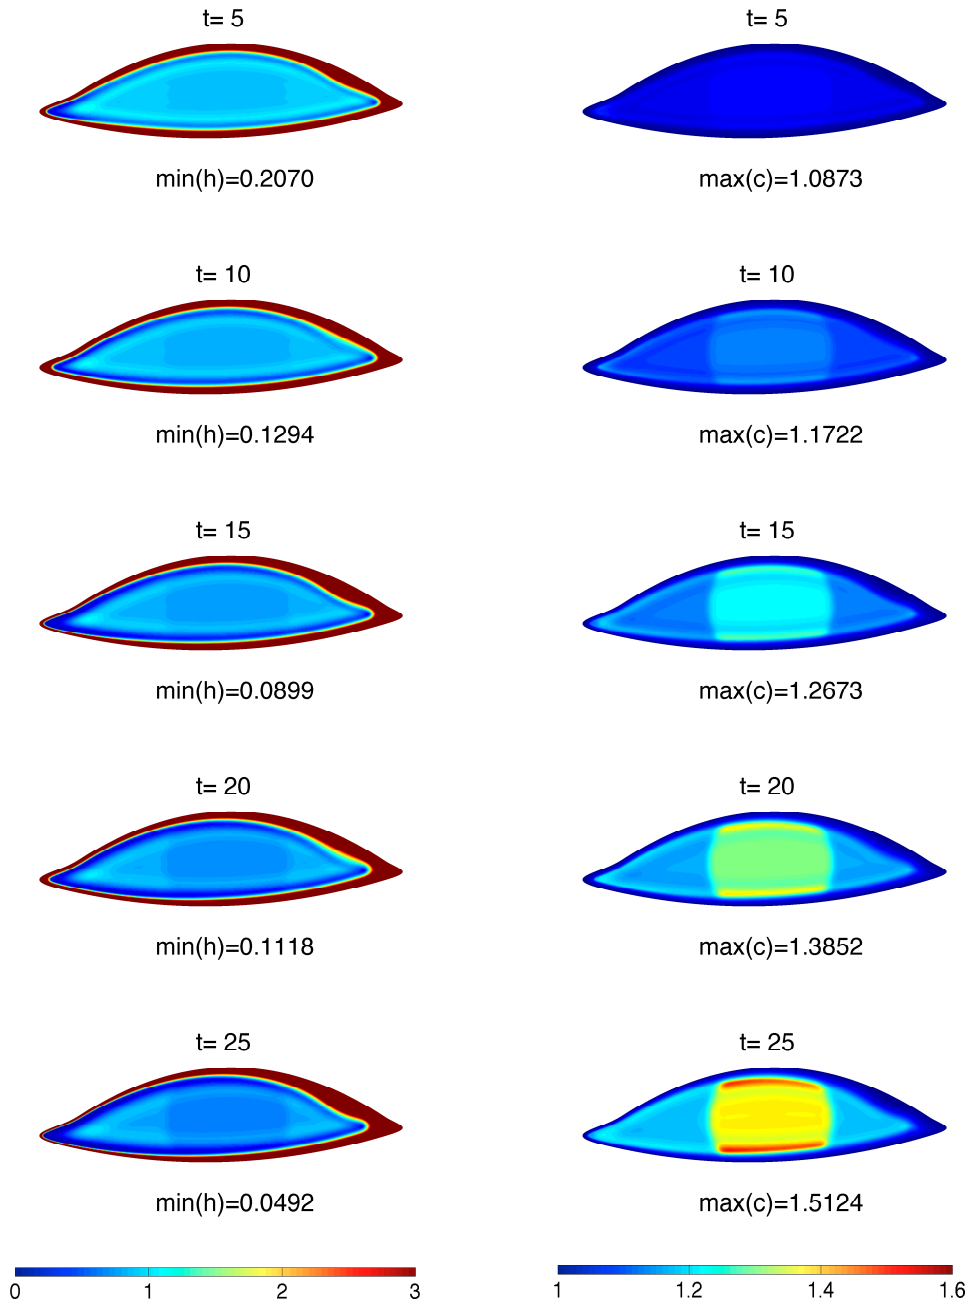 t= 5
t= 5
min(h)=0.2070
max(c)=1.0873
t= 10
t= 10
min(h)=0.1294
max(c)=1.1722
t= 15
t= 15
min(h)=0.0899
max(c)=1.2673
t= 20
t= 20
min(h)=0.1118
max(c)=1.3852
t= 25
t= 25
min(h)=0.0492
max(c)=1.5124
0 1 2 3
1 1.2 1.4 1.6